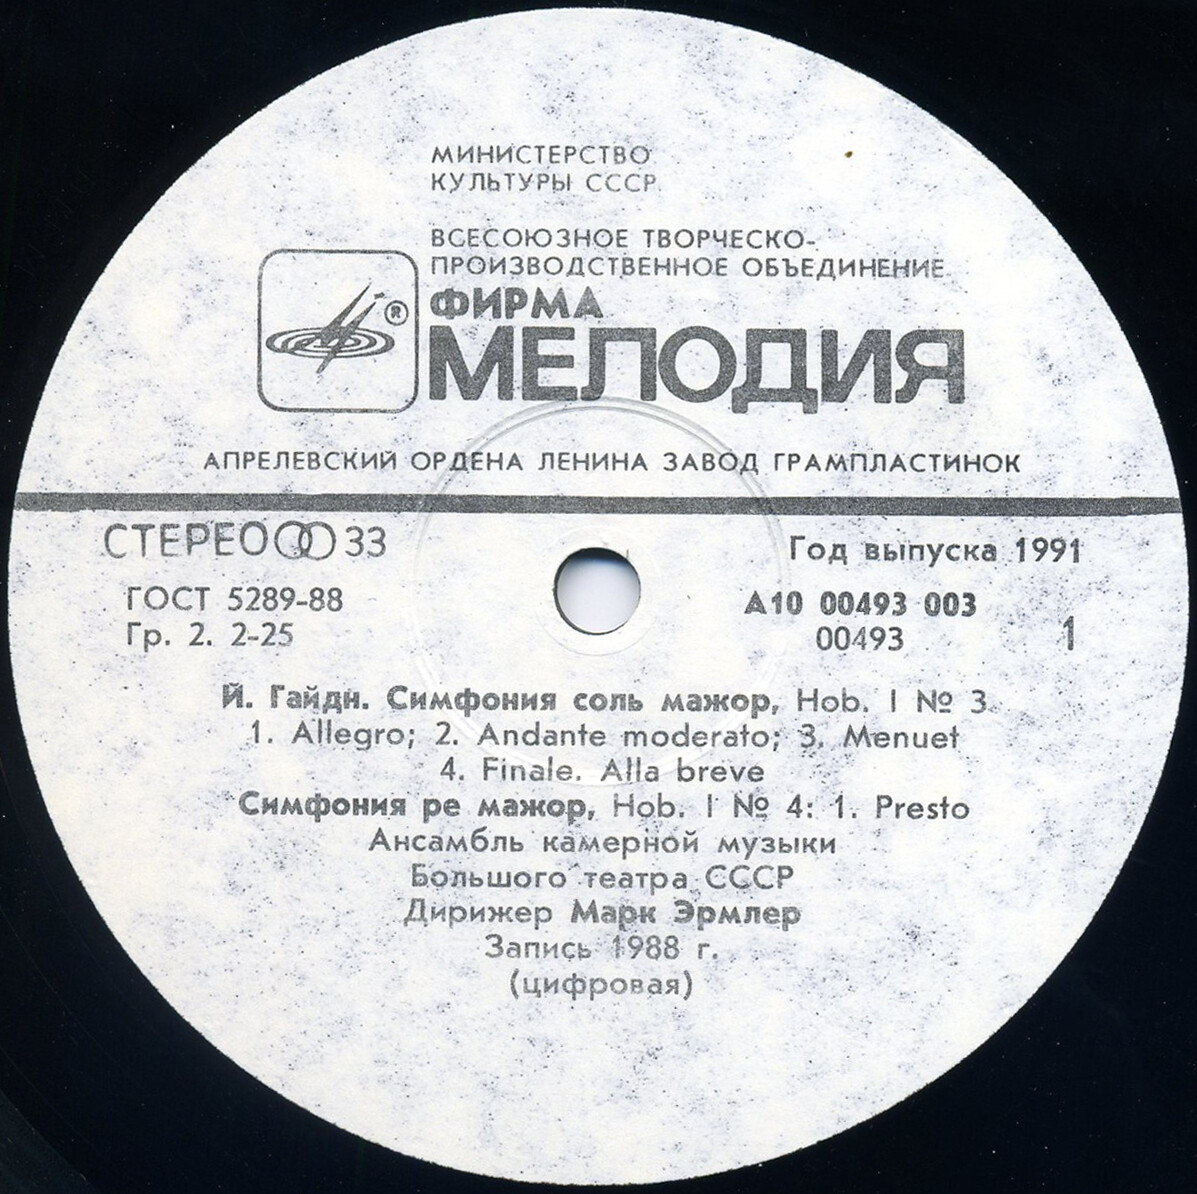 МИНИСТЕРСТВО
КУЛЬТУРЫ СССР
ВСЕСОЮЗНОЕ ТВОРЧЕСКО-
ПРОИЗВОДСТВЕННОЕ ОБЪЕДИНЕНИЕ
ФИРМА
®
МЕЛОДИЯ
АПРЕЛЕВСКИЙ ОРДЕНА ЛЕНИНА ЗАВОД ГРАМПЛАСТИНОК
СТЕРЕО 33
Год выпуска 1991
ГОСТ 5289-88
А10 00493 003
Гр. 2. 2-25
00493
1
Й. Гайдн. Симфония соль мажор, Hob. I № 3
1. Allegro; 2. Andante moderato; 3. Menuet
4. Finale. Alla breve
Симфония ре мажор, Hob. I № 4: 1. Presto
Ансамбль камерной музыки
Большого театра СССР
Дирижер Марк Эрмлер
Запись 1988 г.
(цифровая)